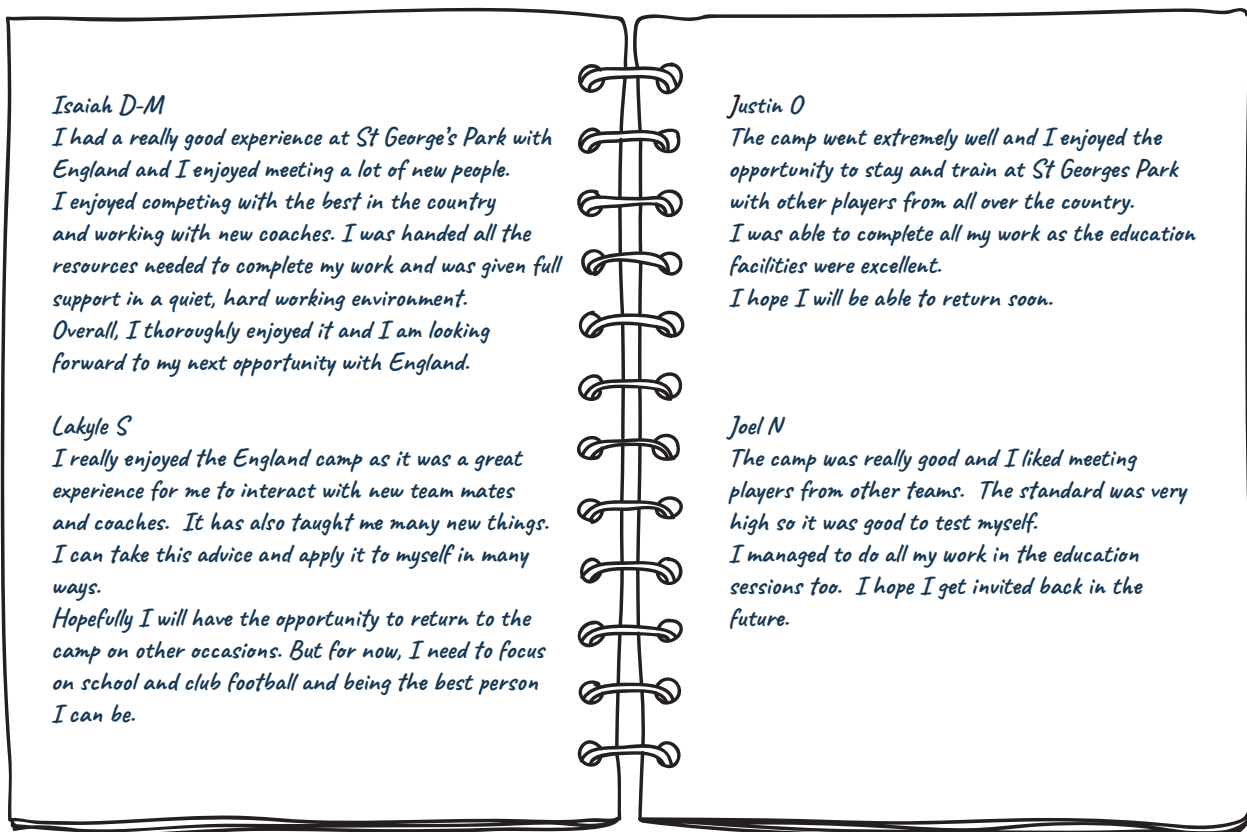 Isaiah D-M
I had a really good experience at St George's Park with
England and I enjoyed meeting a lot of new people.
I enjoyed competing with the best in the country
and working with new coaches. I was handed all the
resources needed to complete my work and was given full
support in a quiet, hard working environment.
Overall, I thoroughly enjoyed it and I am looking
forward to my next opportunity with England.
Lakyle S
I really enjoyed the England camp as it was a great
experience for me to interact with new team mates
and coaches.  It has also taught me many new things.
I can take this advice and apply it to myself in many
ways.
Hopefully I will have the opportunity to return to the
camp on other occasions. But for now, I need to focus
on school and club football and being the best person
I can be.
Justin O
The camp went extremely well and I enjoyed the
opportunity to stay and train at St Georges Park
with other players from all over the country.
I was able to complete all my work as the education
facilities were excellent.
I hope I will be able to return soon.
Joel N
The camp was really good and I liked meeting
players from other teams.  The standard was very
high so it was good to test myself.
I managed to do all my work in the education
sessions too.  I hope I get invited back in the
future.